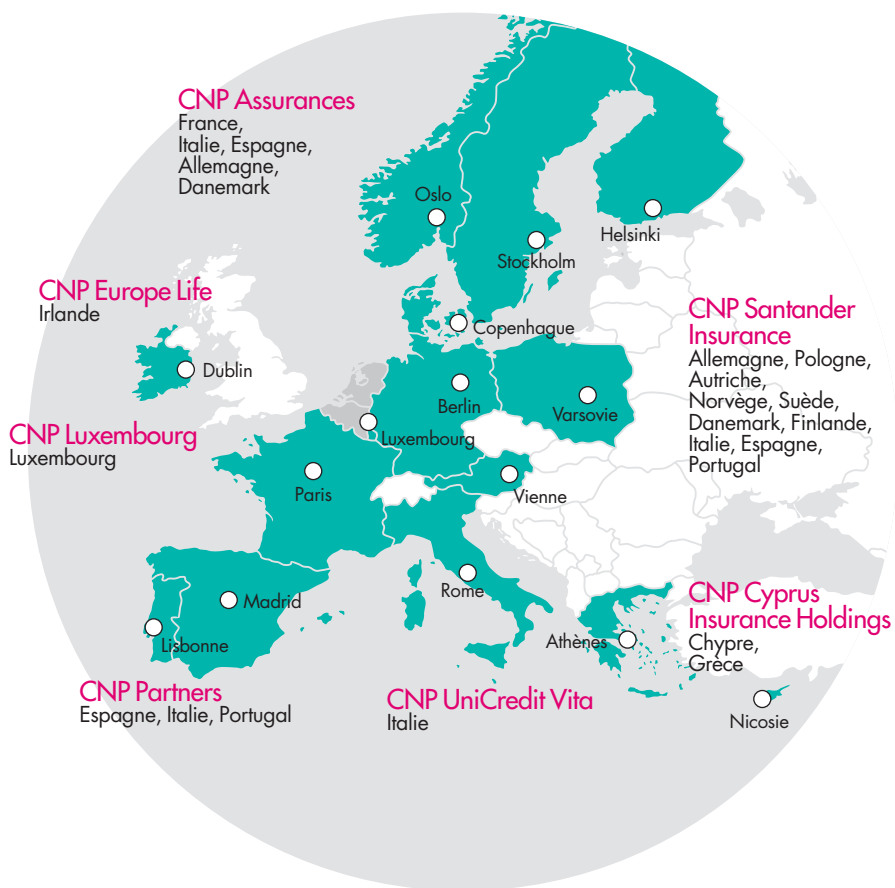 CNP Assurances
France,
Italie, Espagne,
Allemagne,
Danemark
Oslo
Helsinki
Stockholm
CNP Europe Life
Irlande
CNP Santander
Insurance
Allemagne, Pologne,
Autriche,
Norvège, Suède,
Danemark, Finlande,
Italie, Espagne,
Portugal
Copenhague
Dublin
Berlin
Varsovie
CNP Luxembourg
Luxembourg
Luxembourg
Paris
Vienne
Madrid
Rome
Lisbonne
Athènes
CNP Cyprus
Insurance Holdings
Chypre,
Grèce
CNP Partners
Espagne, Italie, Portugal
CNP UniCredit Vita
Italie
Nicosie